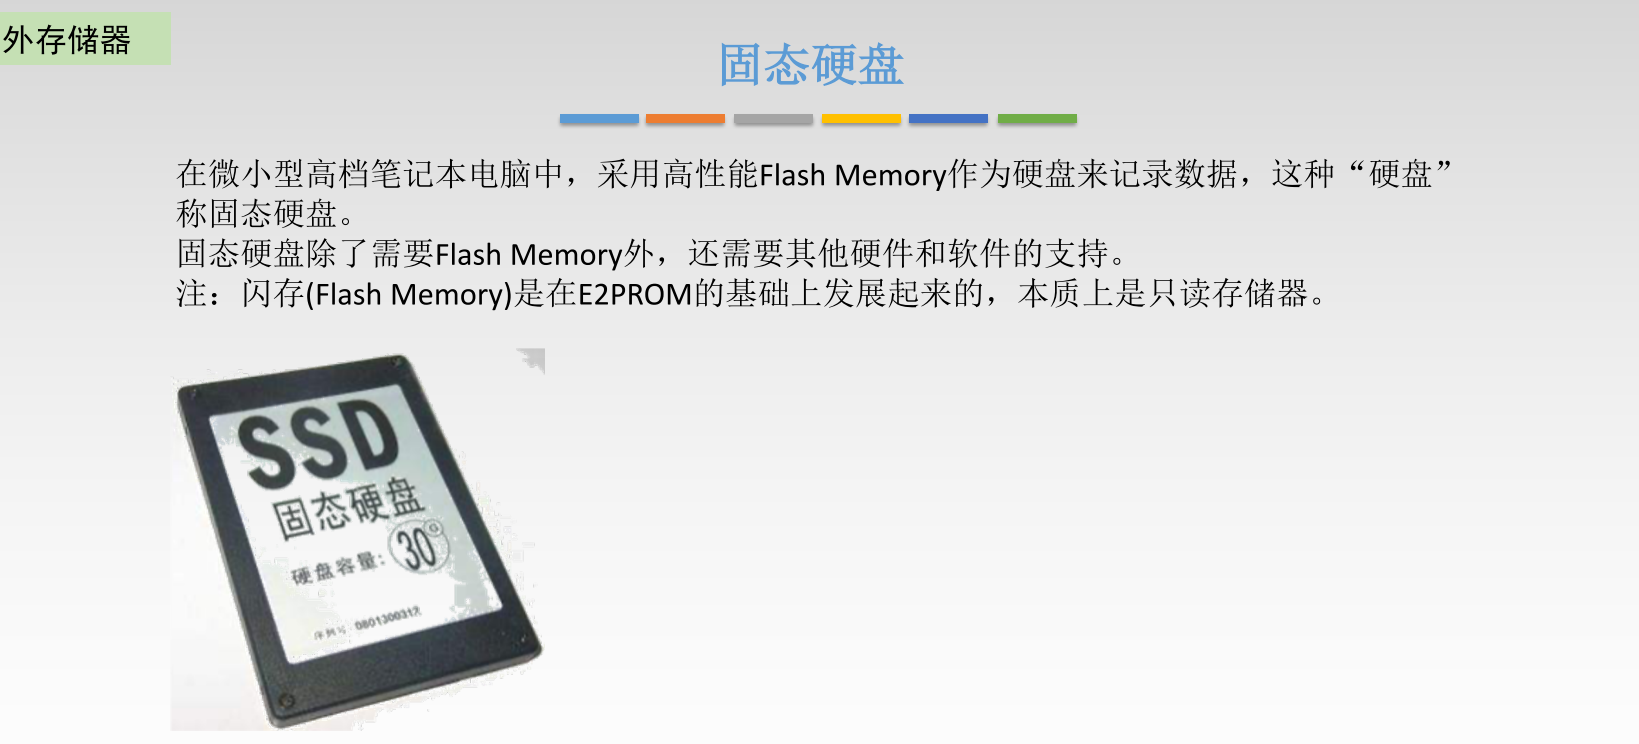 外存储器
固态硬盘
在微小型高档笔记本电脑中，采用高性能Flash Memory作为硬盘来记录数据，这种“硬盘”
称固态硬盘。
固态硬盘除了需要Flash Memory外，还需要其他硬件和软件的支持。
注：闪存(Flash Memory)是在E2PROM的基础上发展起来的，本质上是只读存储器。
SSD
固态硬盘
硬盘容量：30G
序列号：0801300312